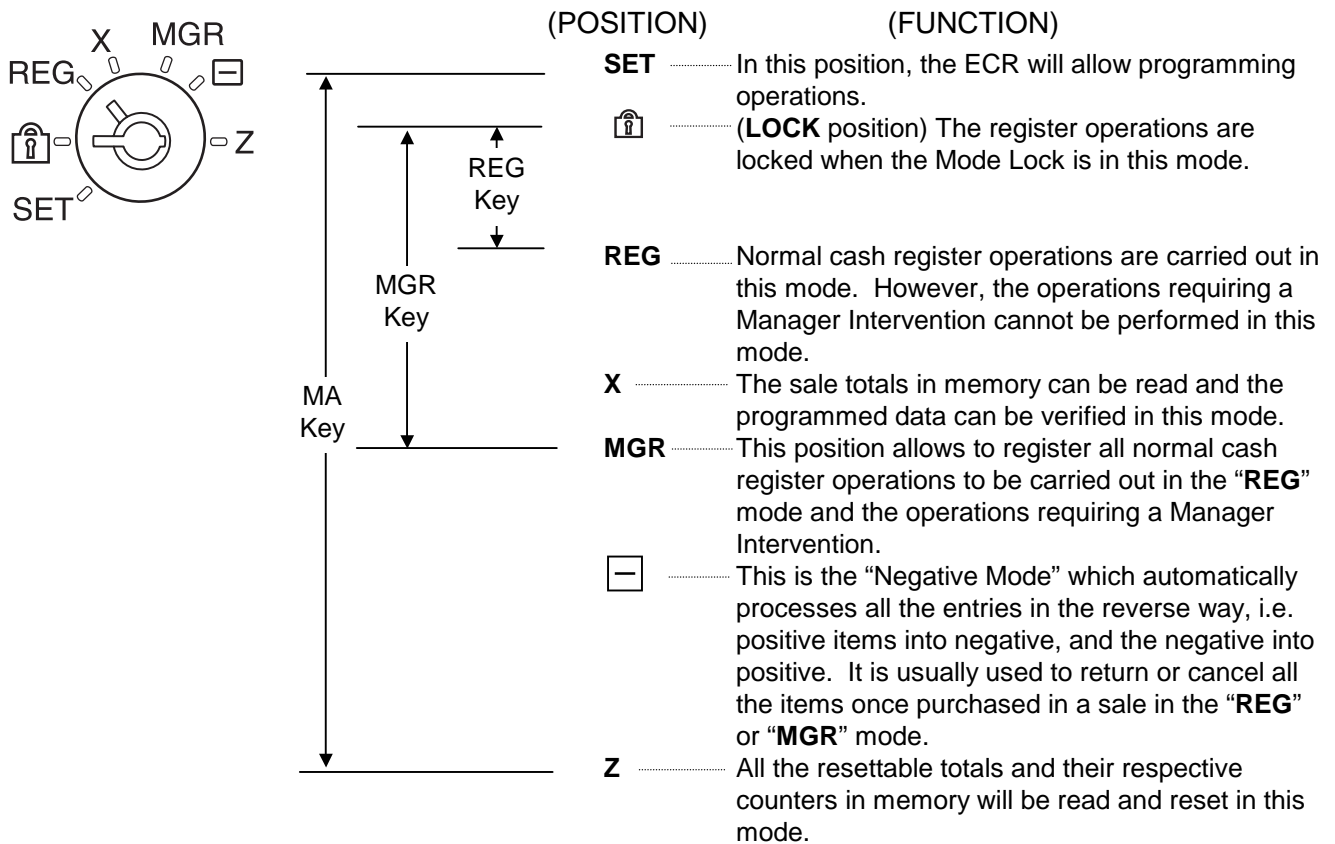 X MGR
REG
Z
SET
MA
Key
MGR
Key
REG
Key
(POSITION) (FUNCTION)
SET In this position, the ECR will allow programming
operations.
(LOCK position) The register operations are
locked when the Mode Lock is in this mode.
REG Normal cash register operations are carried out in
this mode. However, the operations requiring a
Manager Intervention cannot be performed in this
mode.
X The sale totals in memory can be read and the
programmed data can be verified in this mode.
MGR This position allows to register all normal cash
register operations to be carried out in the “REG”
mode and the operations requiring a Manager
Intervention.
This is the “Negative Mode” which automatically
processes all the entries in the reverse way, i.e.
positive items into negative, and the negative into
positive. It is usually used to return or cancel all
the items once purchased in a sale in the “REG”
or “MGR” mode.
Z All the resettable totals and their respective
counters in memory will be read and reset in this
mode.